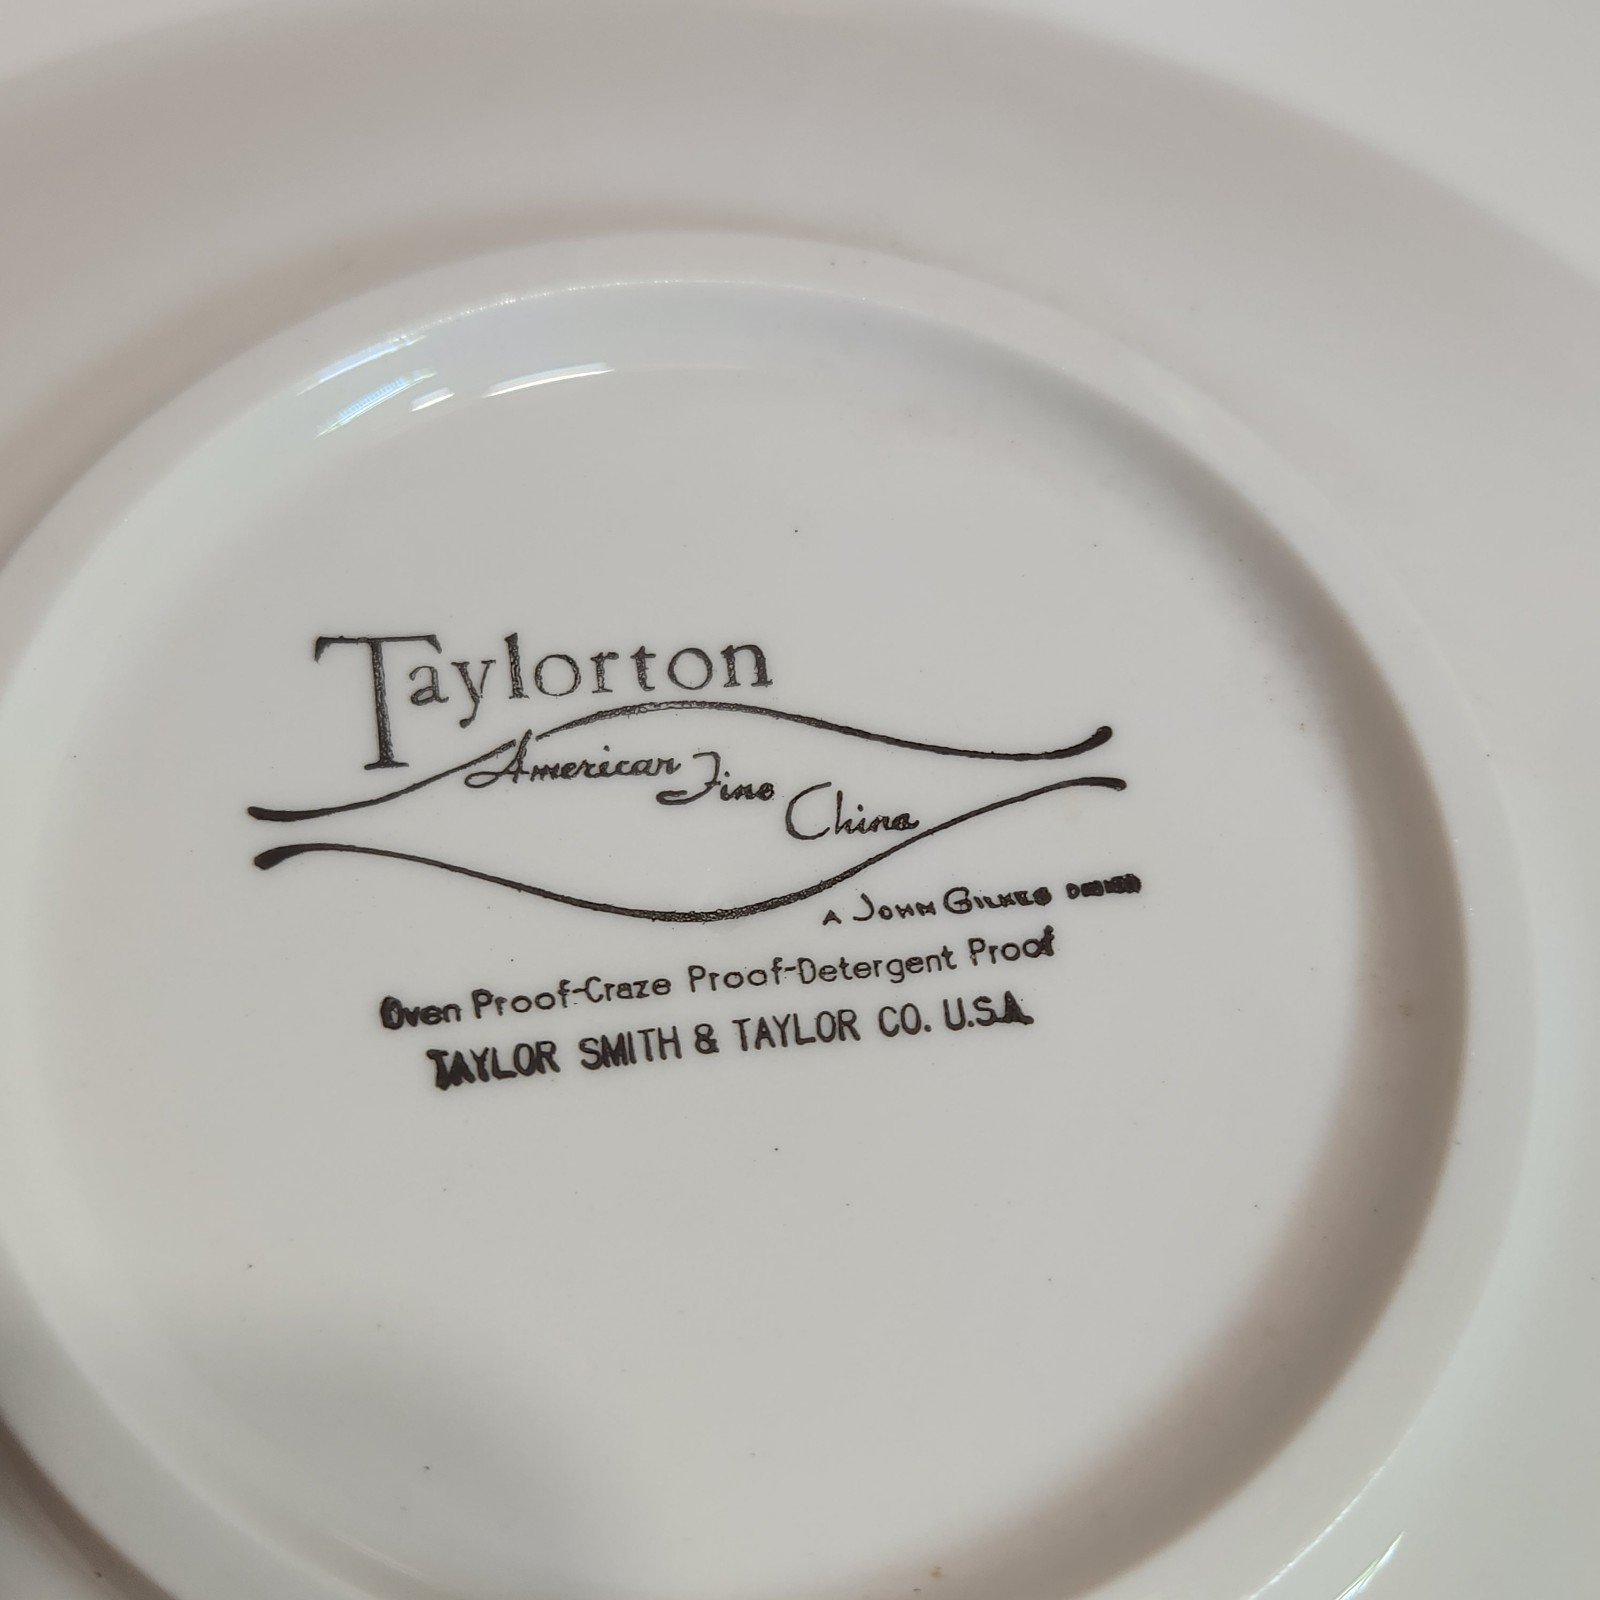 Taylorton
American Fine China
A JOHN GILKES DESIGN
Oven Proof-Craze Proof-Detergent Proof
TAYLOR SMITH & TAYLOR CO. U.S.A.